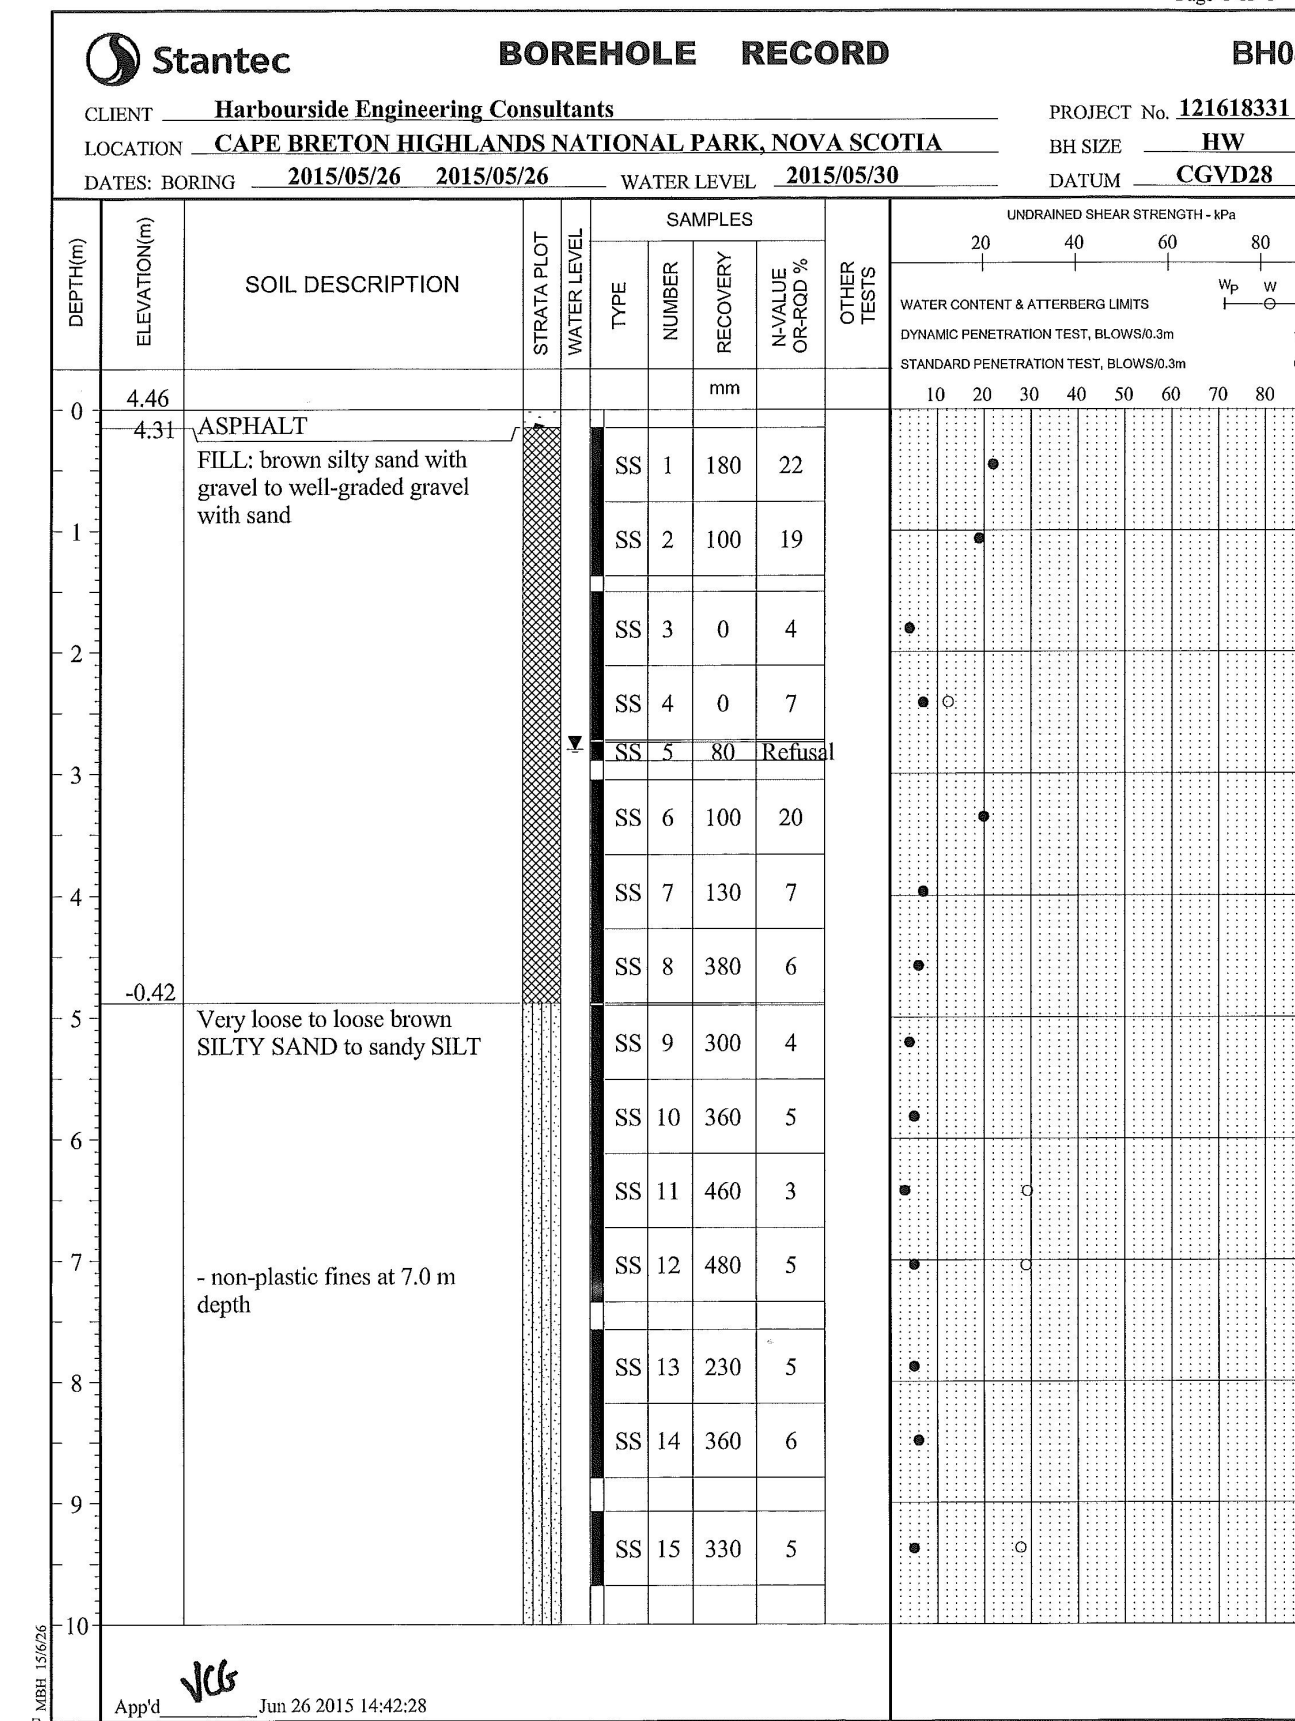 Stantec
BOREHOLE RECORD
BH0
CLIENT Harbourside Engineering Consultants
PROJECT No. 121618331
LOCATION CAPE BRETON HIGHLANDS NATIONAL PARK, NOVA SCOTIA
BH SIZE HW
DATES: BORING 2015/05/26 2015/05/26 WATER LEVEL 2015/05/30
DATUM CGVD28
DEPTH(m)
ELEVATION(m)
SOIL DESCRIPTION
STRATA PLOT
WATER LEVEL
SAMPLES
TYPE
NUMBER
RECOVERY
N-VALUE
OR-RQD %
OTHER
TESTS
UNDRAINED SHEAR STRENGTH - kPa
20 40 60 80
WP W
WATER CONTENT & ATTERBERG LIMITS
DYNAMIC PENETRATION TEST, BLOWS/0.3m
STANDARD PENETRATION TEST, BLOWS/0.3m
mm
10 20 30 40 50 60 70 80
4.46
0
4.31 ASPHALT
FILL: brown silty sand with
gravel to well-graded gravel
with sand
SS 1 180 22
1
SS 2 100 19
SS 3 0 4
2
SS 4 0 7
SS 5 80 Refusal
3
SS 6 100 20
4
SS 7 130 7
SS 8 380 6
-0.42
5
Very loose to loose brown
SILTY SAND to sandy SILT
SS 9 300 4
SS 10 360 5
6
SS 11 460 3
7
SS 12 480 5
- non-plastic fines at 7.0 m
depth
SS 13 230 5
8
SS 14 360 6
9
SS 15 330 5
10
MBH 15/6/26
VCG
App'd Jun 26 2015 14:42:28